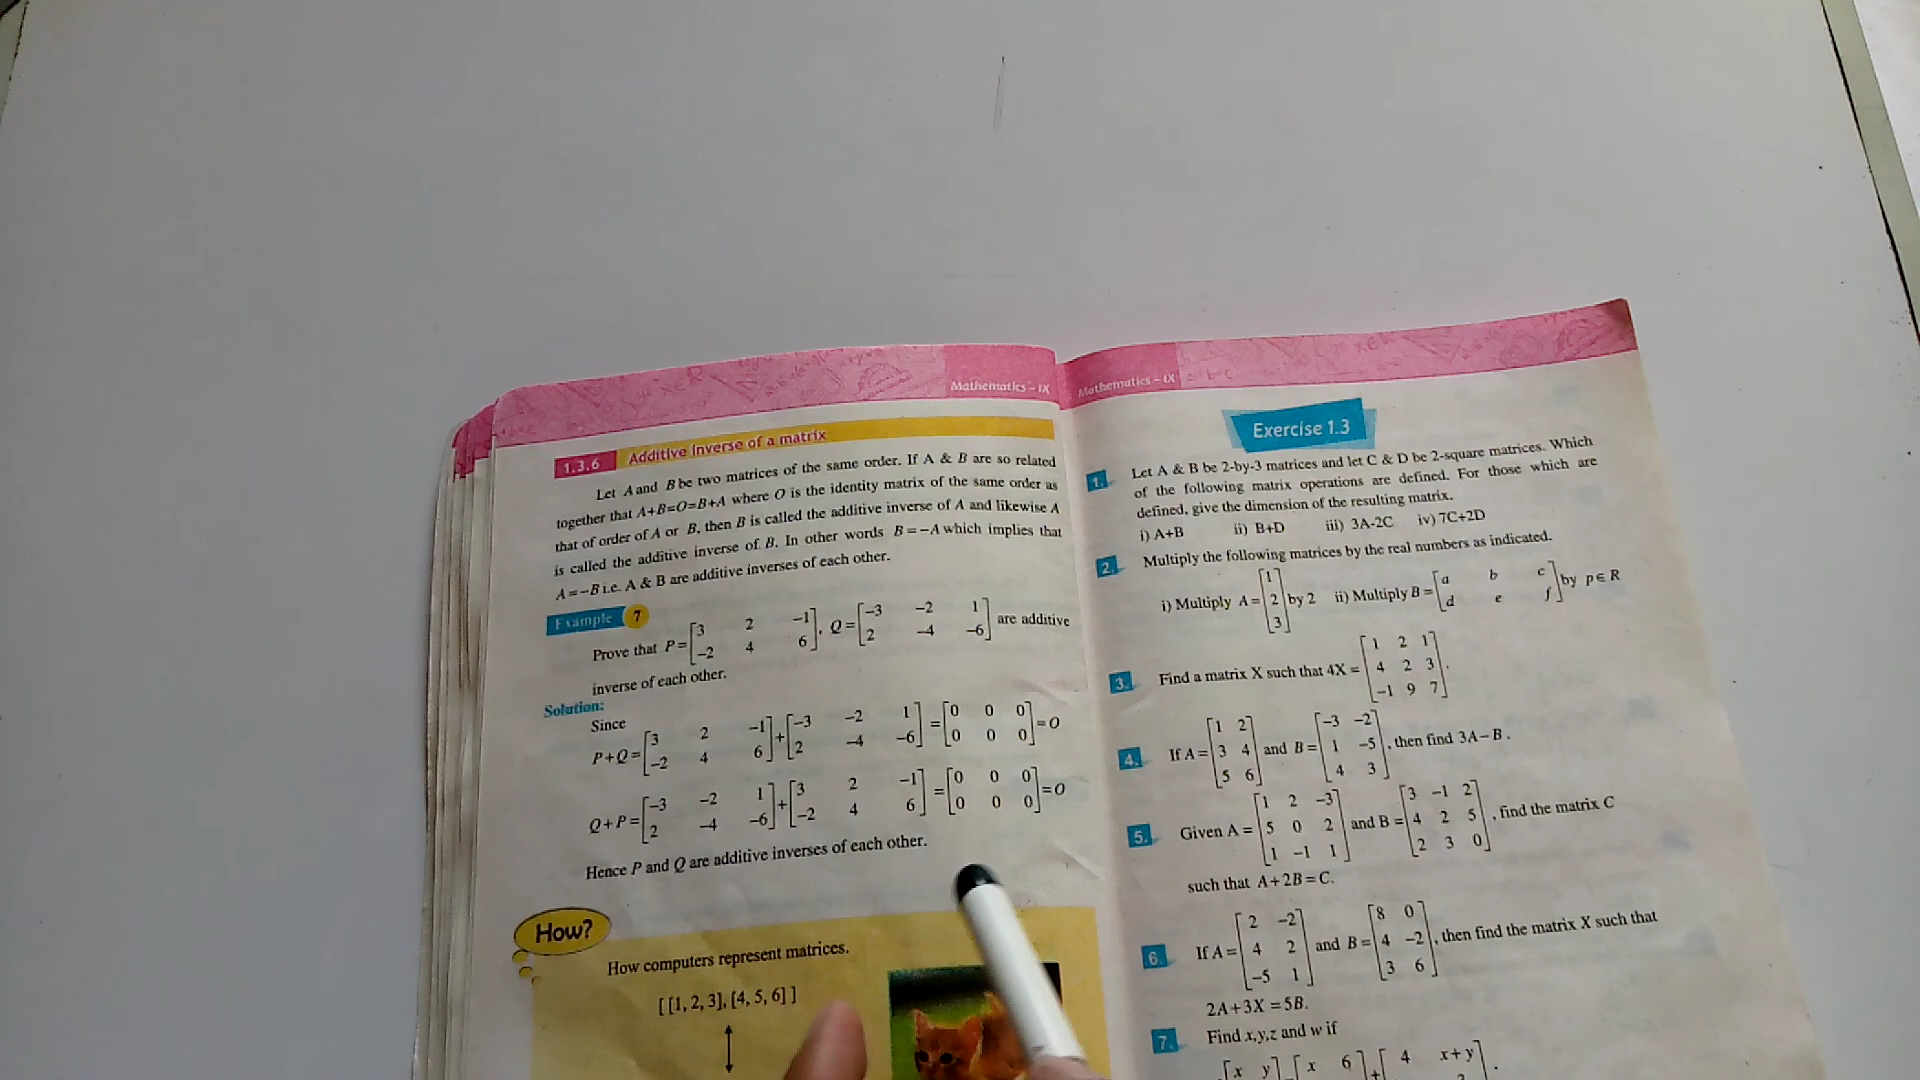 Mathematics – IX
1.3.6 Additive inverse of a matrix
Let A and B be two matrices of the same order. If A & B are so related
together that A+B=O=B+A where O is the identity matrix of the same order as
that of order of A or B, then B is called the additive inverse of A and likewise A
is called the additive inverse of B. In other words B=−A which implies that
A=−B i.e. A & B are additive inverses of each other.
Example 7
Prove that P=[3 2 −1; −2 4 6], Q=[−3 −2 1; 2 −4 −6] are additive
inverse of each other.
Solution:
Since
P+Q=[3 2 −1; −2 4 6]+[−3 −2 1; 2 −4 −6]=[0 0 0; 0 0 0]=O
Q+P=[−3 −2 1; 2 −4 −6]+[3 2 −1; −2 4 6]=[0 0 0; 0 0 0]=O
Hence P and Q are additive inverses of each other.
How?
How computers represent matrices.
[ [1, 2, 3], [4, 5, 6] ]
Mathematics – IX
Exercise 1.3
1. Let A & B be 2-by-3 matrices and let C & D be 2-square matrices. Which
of the following matrix operations are defined. For those which are
defined, give the dimension of the resulting matrix.
i) A+B ii) B+D iii) 3A-2C iv) 7C+2D
2. Multiply the following matrices by the real numbers as indicated.
i) Multiply A=[1; 2; 3] by 2 ii) Multiply B=[a b c; d e f] by p∈R
3. Find a matrix X such that 4X=[1 2 1; 4 2 3; −1 9 7].
4. If A=[1 2; 3 4; 5 6] and B=[−3 −2; 1 −5; 4 3], then find 3A−B.
5. Given A=[1 2 −3; 5 0 2; 1 −1 1] and B=[3 −1 2; 4 2 5; 2 3 0], find the matrix C
such that A+2B=C.
6. If A=[2 −2; 4 2; −5 1] and B=[8 0; 4 −2; 3 6], then find the matrix X such that
2A+3X=5B.
7. Find x,y,z and w if
[x y] [x 6]+[4 x+y].